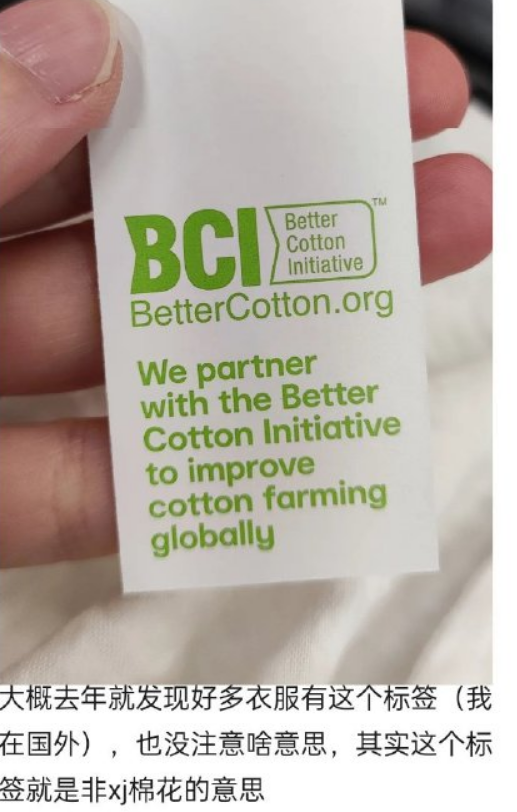 BCI
Better
Cotton
Initiative
™
BetterCotton.org
We partner
with the Better
Cotton Initiative
to improve
cotton farming
globally
大概去年就发现好多衣服有这个标签（我
在国外），也没注意啥意思，其实这个标
签就是非xj棉花的意思